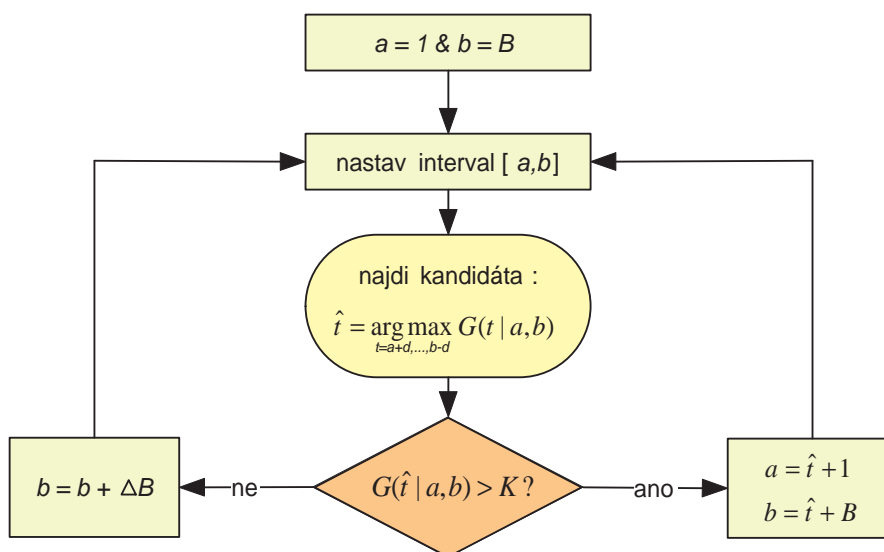 a = 1 & b = B
nastav interval [ a,b]
najdi kandidáta :
t̂ = arg max G(t | a,b)
t=a+d,...,b-d
b = b + ΔB
ne
G(t̂ | a,b) > K ?
ano
a = t̂ +1
b = t̂ + B